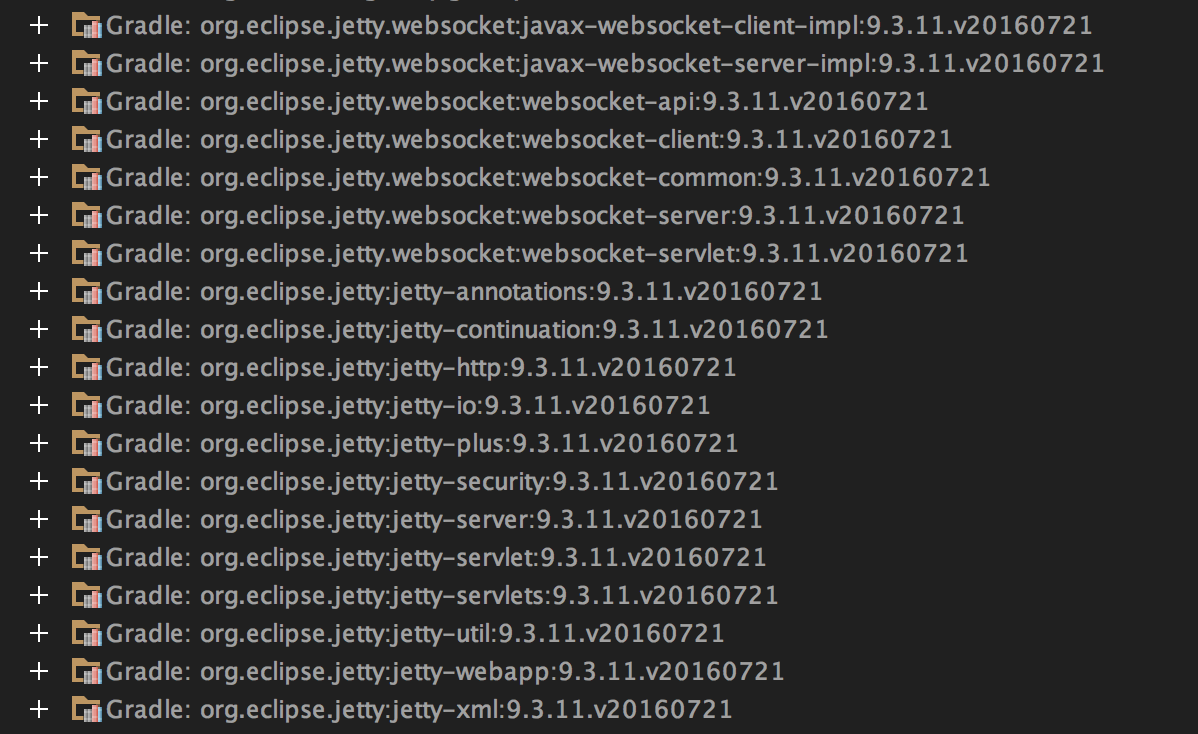 Gradle: org.eclipse.jetty.websocket:javax-websocket-client-impl:9.3.11.v20160721
Gradle: org.eclipse.jetty.websocket:javax-websocket-server-impl:9.3.11.v20160721
Gradle: org.eclipse.jetty.websocket:websocket-api:9.3.11.v20160721
Gradle: org.eclipse.jetty.websocket:websocket-client:9.3.11.v20160721
Gradle: org.eclipse.jetty.websocket:websocket-common:9.3.11.v20160721
Gradle: org.eclipse.jetty.websocket:websocket-server:9.3.11.v20160721
Gradle: org.eclipse.jetty.websocket:websocket-servlet:9.3.11.v20160721
Gradle: org.eclipse.jetty:jetty-annotations:9.3.11.v20160721
Gradle: org.eclipse.jetty:jetty-continuation:9.3.11.v20160721
Gradle: org.eclipse.jetty:jetty-http:9.3.11.v20160721
Gradle: org.eclipse.jetty:jetty-io:9.3.11.v20160721
Gradle: org.eclipse.jetty:jetty-plus:9.3.11.v20160721
Gradle: org.eclipse.jetty:jetty-security:9.3.11.v20160721
Gradle: org.eclipse.jetty:jetty-server:9.3.11.v20160721
Gradle: org.eclipse.jetty:jetty-servlet:9.3.11.v20160721
Gradle: org.eclipse.jetty:jetty-servlets:9.3.11.v20160721
Gradle: org.eclipse.jetty:jetty-util:9.3.11.v20160721
Gradle: org.eclipse.jetty:jetty-webapp:9.3.11.v20160721
Gradle: org.eclipse.jetty:jetty-xml:9.3.11.v20160721